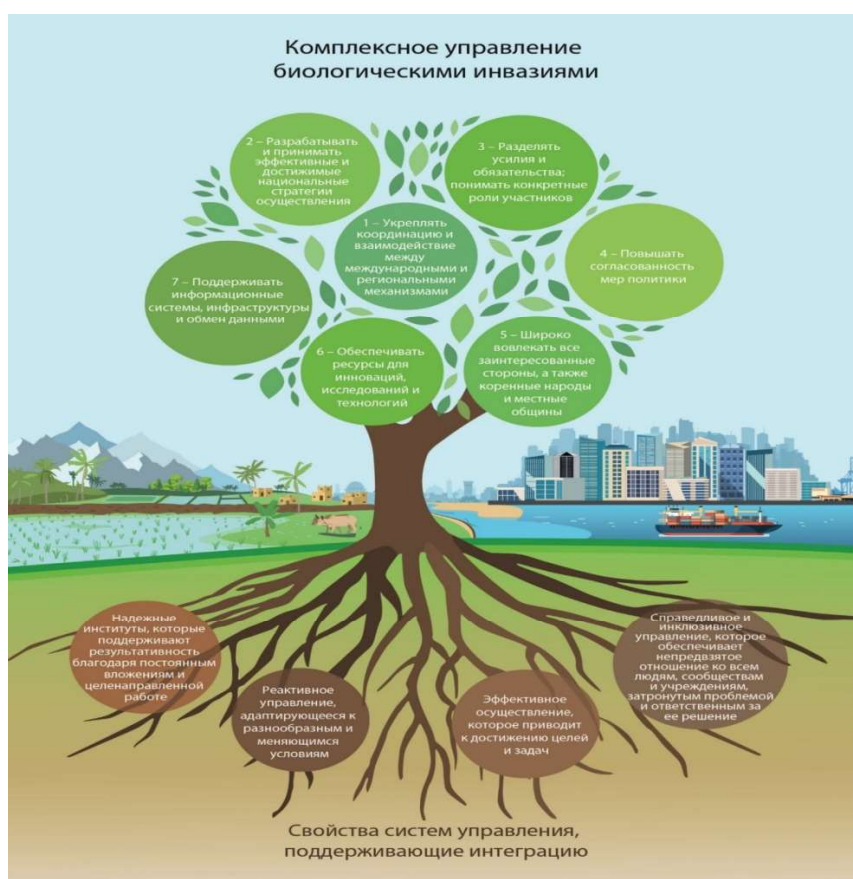 Комплексное управление
биологическими инвазиями
2 – Разрабатывать
и принимать
эффективные и
достижимые
национальные
стратегии
осуществления
3 – Разделять
усилия и
обязательства;
понимать конкретные
роли участников
1 – Укреплять
координацию и
взаимодействие
между
международными и
региональными
механизмами
4 – Повышать
согласованность
мер политики
7 – Поддерживать
информационные
системы, инфраструктуры
и обмен данными
6 – Обеспечивать
ресурсы для
инноваций,
исследований и
технологий
5 – Широко
вовлекать все
заинтересованные
стороны, а также
коренные народы
и местные
общины
Надежные
институты, которые
поддерживают
результативность
благодаря постоянным
вложениям и
целенаправленной
работе
Реактивное
управление,
адаптирующееся к
разнообразным и
меняющимся
условиям
Эффективное
осуществление,
которое приводит
к достижению целей
и задач
Справедливое и
инклюзивное
управление, которое
обеспечивает
непредвзятое
отношение ко всем
людям, сообществам
и учреждениям,
затронутым проблемой
и ответственным за
ее решение
Свойства систем управления,
поддерживающие интеграцию